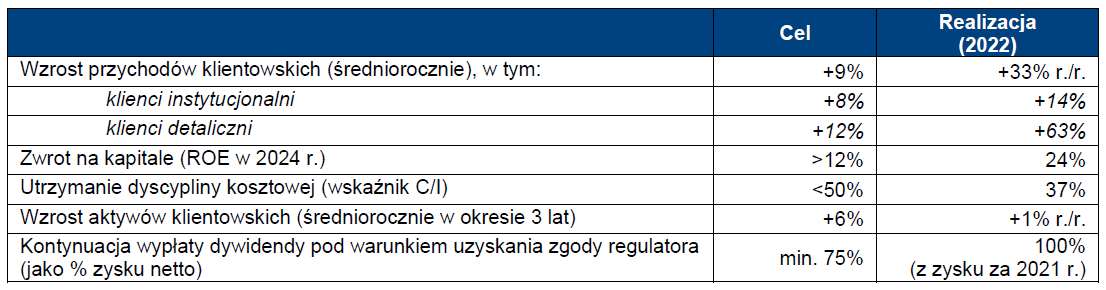 Cel
Realizacja
(2022)
Wzrost przychodów klientowskich (średniorocznie), w tym:
+9%
+33% r./r.
klienci instytucjonalni
+8%
+14%
klienci detaliczni
+12%
+63%
Zwrot na kapitale (ROE w 2024 r.)
>12%
24%
Utrzymanie dyscypliny kosztowej (wskaźnik C/I)
<50%
37%
Wzrost aktywów klientowskich (średniorocznie w okresie 3 lat)
+6%
+1% r./r.
Kontynuacja wypłaty dywidendy pod warunkiem uzyskania zgody regulatora
(jako % zysku netto)
min. 75%
100%
(z zysku za 2021 r.)